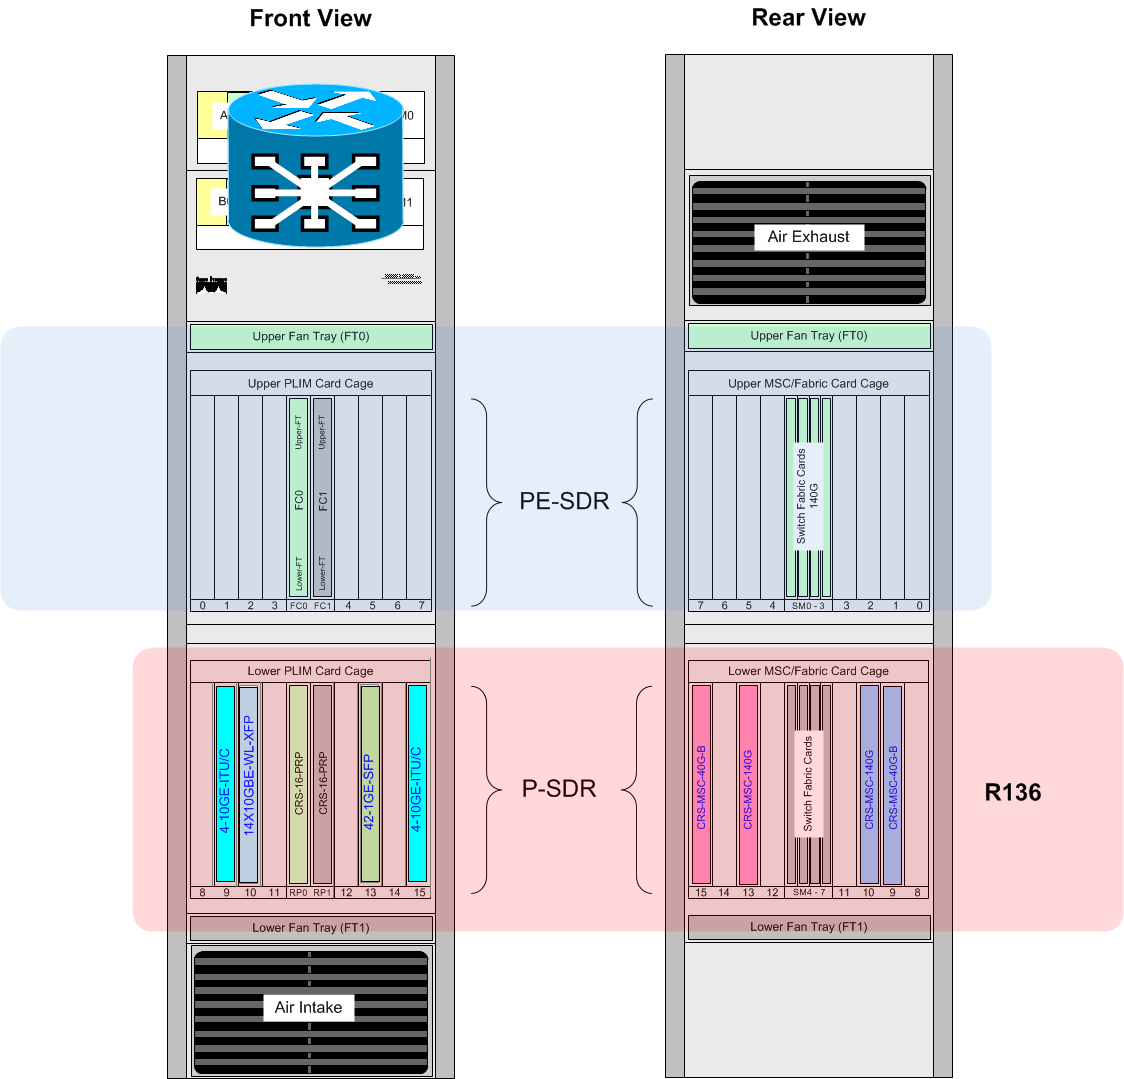 Front View
Rear View
A
M0
B
I1
Air Exhaust
Upper Fan Tray (FT0)
Upper Fan Tray (FT0)
Upper PLIM Card Cage
Upper MSC/Fabric Card Cage
Upper-FT
FC0
Lower-FT
Upper-FT
FC1
Lower-FT
Switch Fabric Cards
140G
PE-SDR
0 1 2 3 FC0 FC1 4 5 6 7
7 6 5 4 SM0 - 3 3 2 1 0
Lower PLIM Card Cage
Lower MSC/Fabric Card Cage
4-10GE-ITU/C
14X10GBE-WL-XFP
CRS-16-PRP
CRS-16-PRP
42-1GE-SFP
4-10GE-ITU/C
P-SDR
CRS-MSC-40G-B
CRS-MSC-140G
Switch Fabric Cards
CRS-MSC-140G
CRS-MSC-40G-B
R136
8 9 10 11 RP0 RP1 12 13 14 15
15 14 13 12 SM4 - 7 11 10 9 8
Lower Fan Tray (FT1)
Lower Fan Tray (FT1)
Air Intake